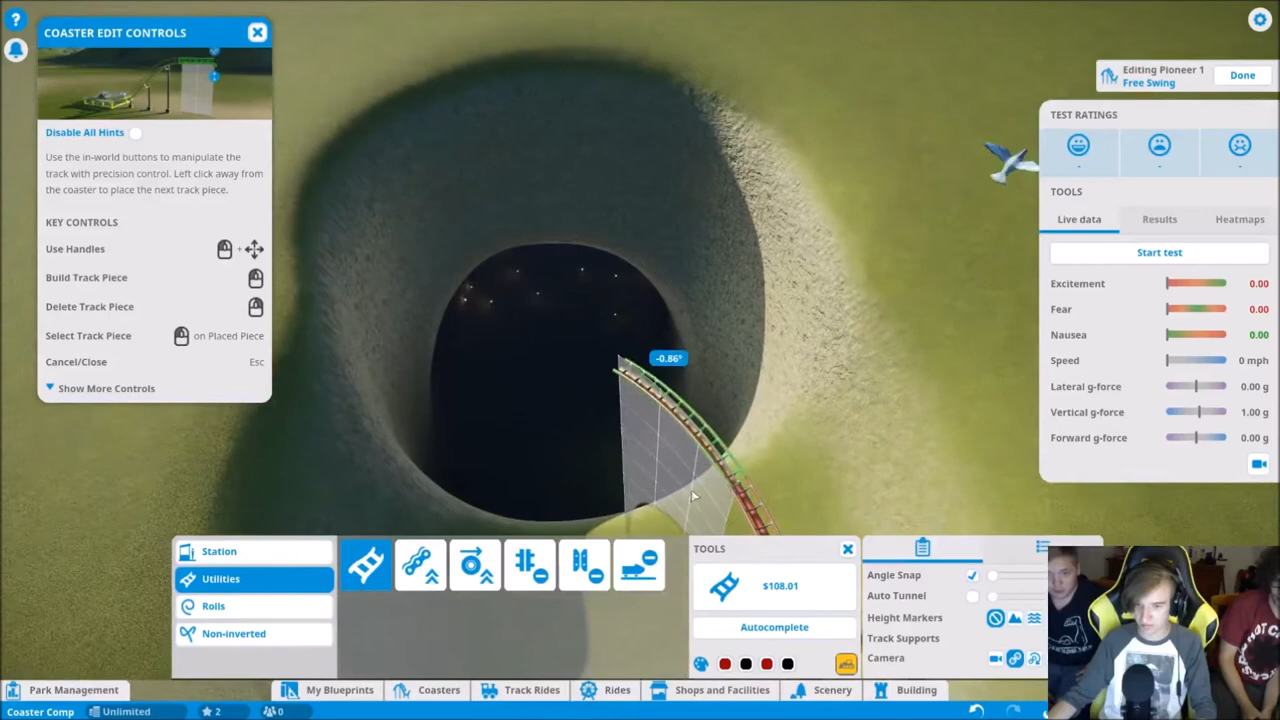 ?
COASTER EDIT CONTROLS
Disable All Hints
Use the in-world buttons to manipulate the
track with precision control. Left click away from
the coaster to place the next track piece.
KEY CONTROLS
Use Handles
+
Build Track Piece
Delete Track Piece
Select Track Piece
on Placed Piece
Cancel/Close
Esc
Show More Controls
-0.86°
Editing Pioneer 1
Free Swing
Done
TEST RATINGS
- - -
TOOLS
Live data
Results
Heatmaps
Start test
Excitement 0.00
Fear 0.00
Nausea 0.00
Speed 0 mph
Lateral g-force 0.00 g
Vertical g-force 1.00 g
Forward g-force 0.00 g
Station
Utilities
Rolls
Non-inverted
TOOLS
$108.01
Autocomplete
Angle Snap
Auto Tunnel
Height Markers
Track Supports
Camera
Park Management
My Blueprints
Coasters
Track Rides
Rides
Shops and Facilities
Scenery
Building
Coaster Comp
Unlimited
2
0